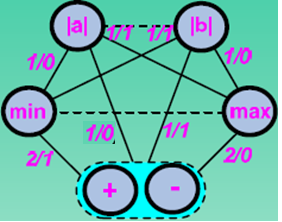 |a| 1/1 1/1 |b|
1/0 1/0
min max
1/0 1/1
2/1 2/0
+ -